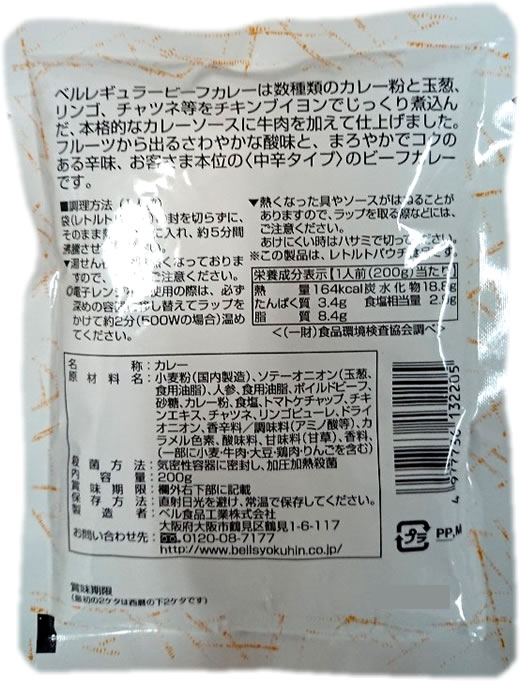 ベルレギュラービーフカレーは数種類のカレー粉と玉葱、
リンゴ、チャツネ等をチキンブイヨンでじっくり煮込ん
だ、本格的なカレーソースに牛肉を加えて仕上げました。
フルーツから出るさわやかな酸味と、まろやかでコクの
ある辛味、お客さま本位の〈中辛タイプ〉のビーフカレー
です。
■調理方法
袋(レトルト 封を切らずに、
そのまま に入れ、約5分間
沸騰させ
▼湯せん 熱くなっておりま
すので、 ご注意ください。
◎電子レンジ 使用の際は、必ず
深めの容器に移し替えてラップを
かけて約2分(500Wの場合)温め
てください。
▼熱くなった具やソースがはねることが
ありますので、ラップを取る際などには、
ご注意ください。
あけにくい時はハサミで切って ください。
※この製品は、レトルトパウチ食品です
栄養成分表示【1人前(200g)当たり】
熱量 164kcal 炭水化物 18.8g
たんぱく質 3.4g 食塩相当量 2.9g
脂質 8.4g
<(一財)食品環境検査協会調べ>
名称:カレー
原材料名:小麦粉(国内製造)、ソテーオニオン(玉葱、
食用油脂)、人参、食用油脂、ボイルドビーフ、
砂糖、カレー粉、食塩、トマトケチャップ、チキ
ンエキス、チャツネ、リンゴピューレ、ドライ
オニオン、香辛料/調味料(アミノ酸等)、カ
ラメル色素、酸味料、甘味料(甘草)、香料、
(一部に小麦・牛肉・大豆・鶏肉・りんごを含む)
殺菌方法:気密性容器に密封し、加圧加熱殺菌
内容量:200g
賞味期限:欄外右下部に記載
保存方法:直射日光を避け、常温で保存してください。
製造者:ベル食品工業株式会社
大阪府大阪市鶴見区鶴見1-6-117
お問い合わせ先:0120-08-7177
http://www.bellsyokuhin.co.jp/
プラ
PP,M
賞味期限
(最初の2ケタは西暦の下2ケタです)